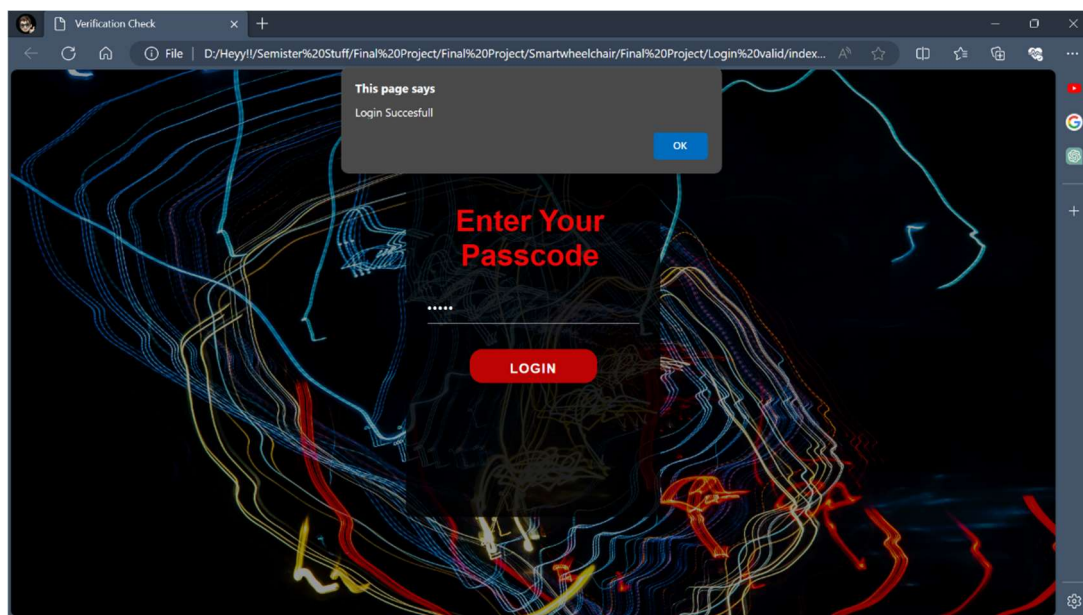 Verification Check
File | D:/Heyy!!/Semister%20Stuff/Final%20Project/Final%20Project/Smartwheelchair/Final%20Project/Login%20valid/index...
This page says
Login Succesfull
OK
Enter Your
Passcode
LOGIN